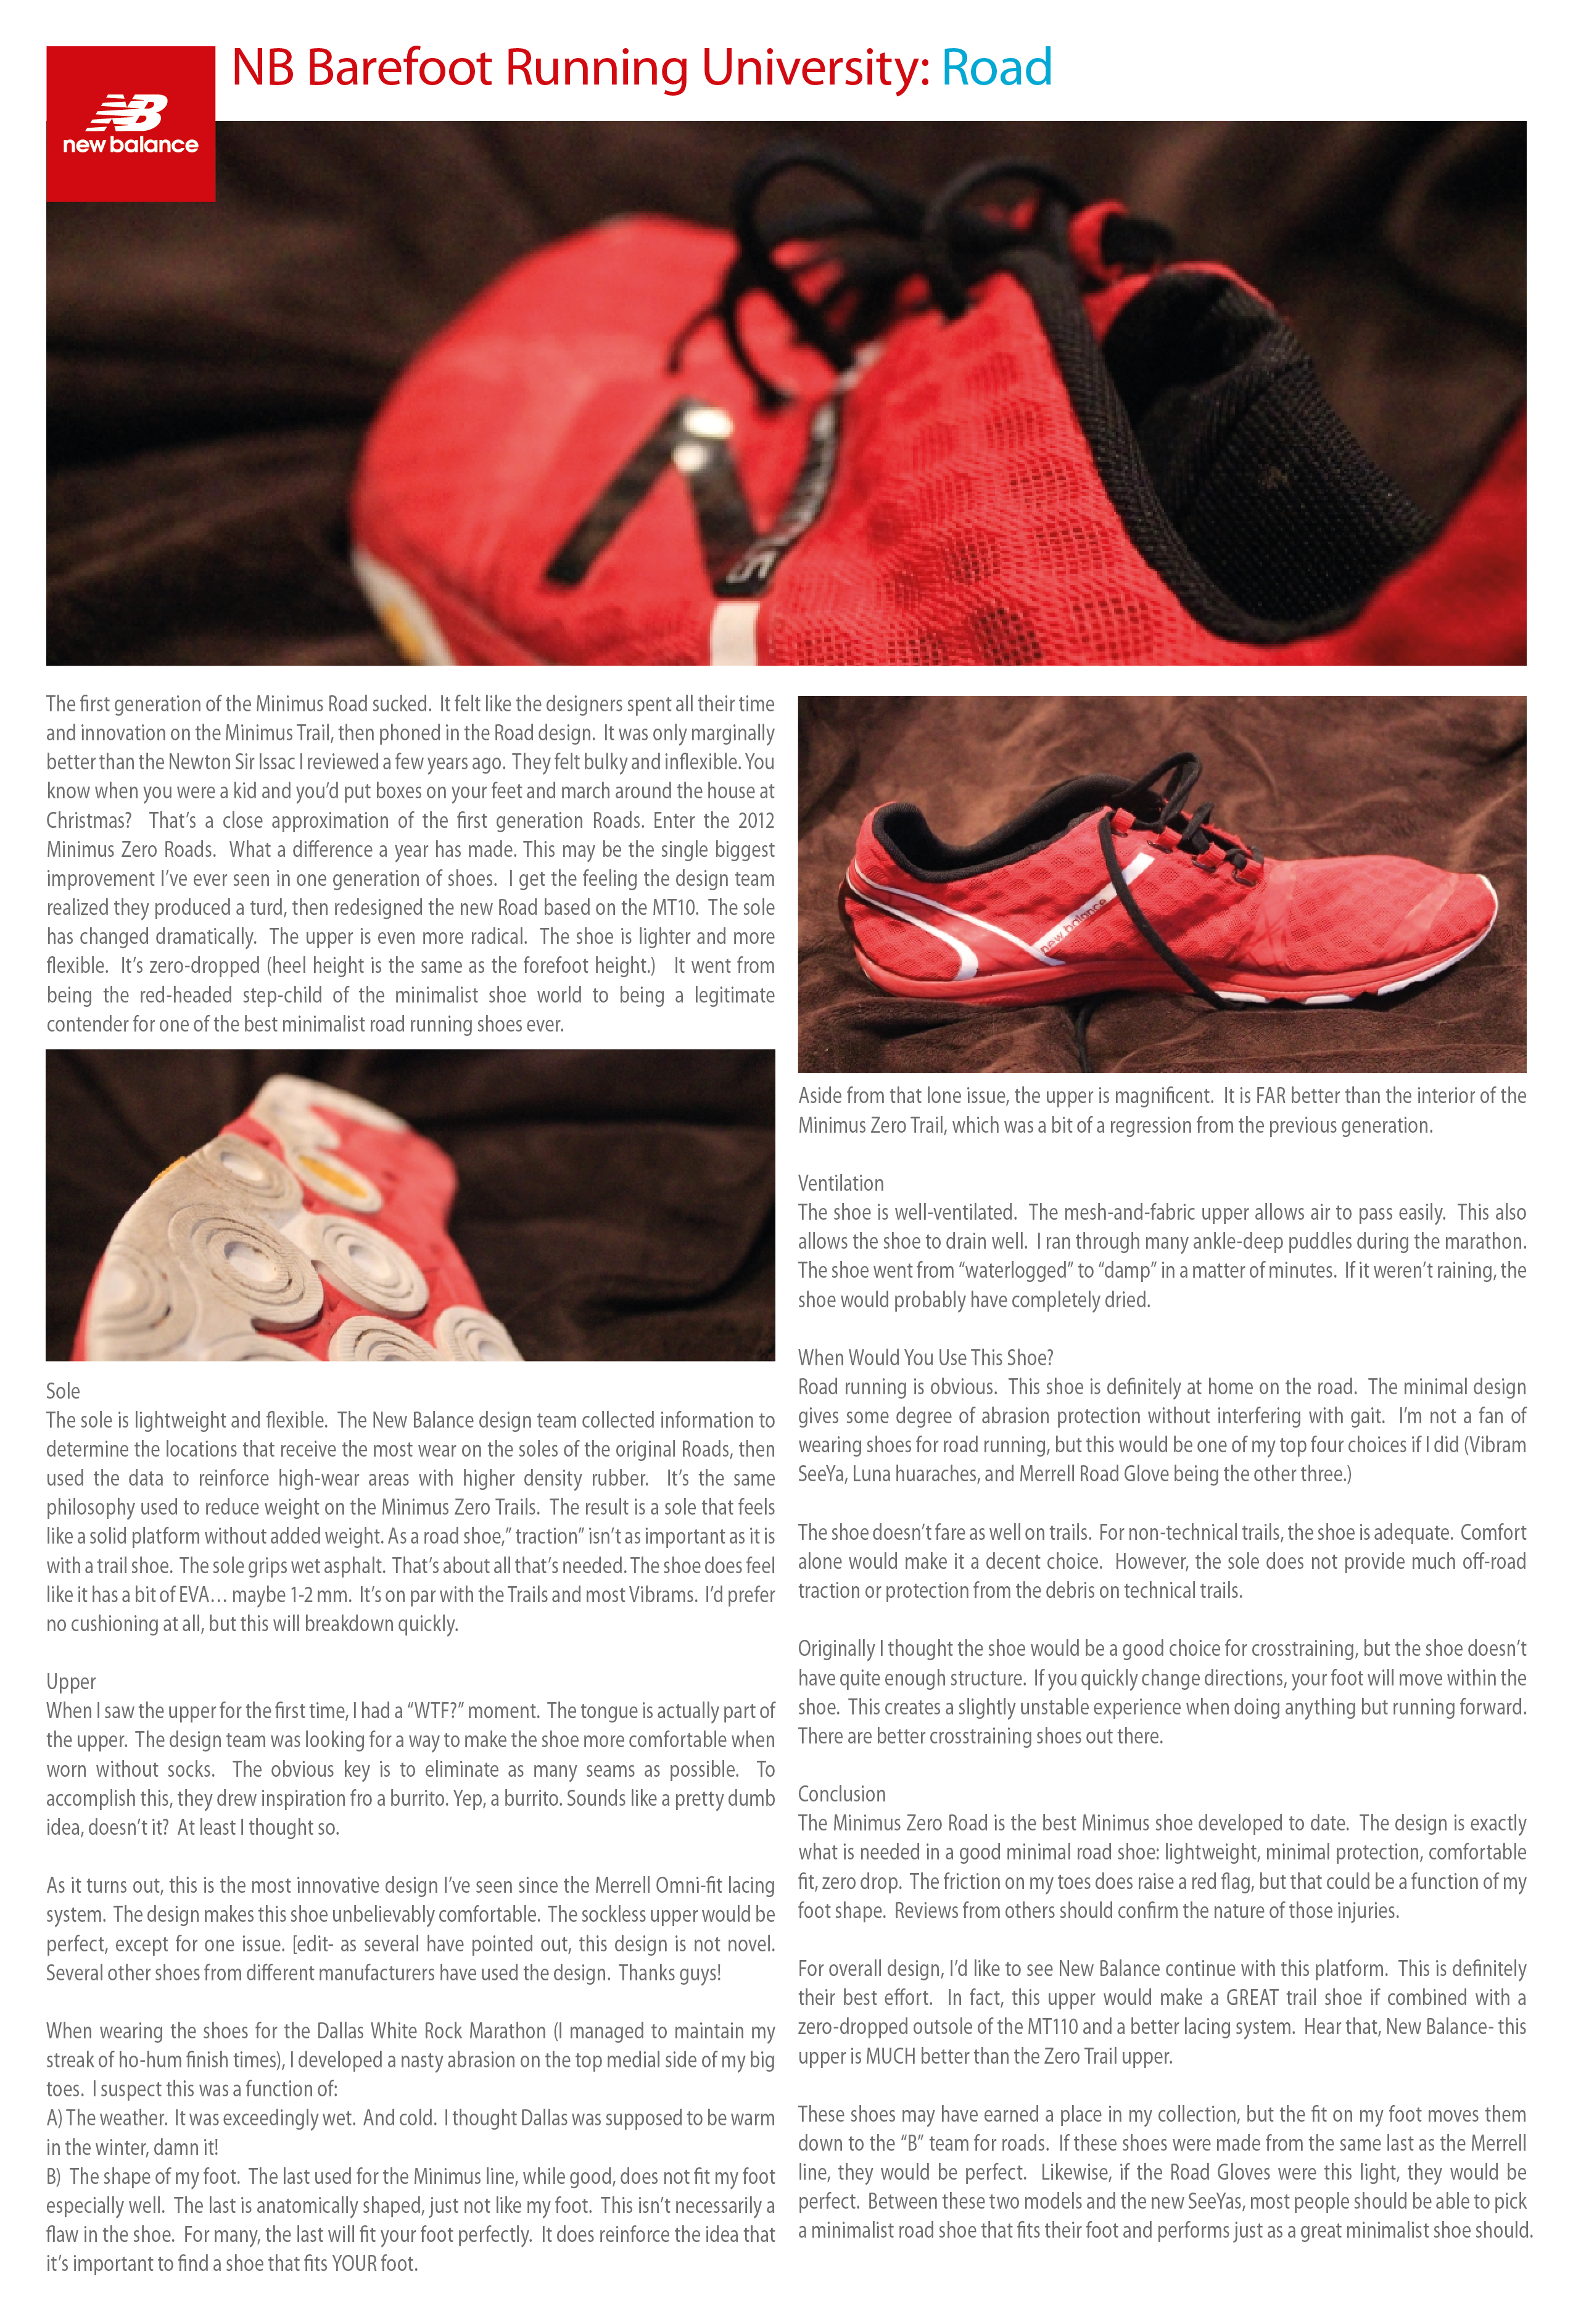 NB Barefoot Running University: Road
NB
new balance
N
The first generation of the Minimus Road sucked. It felt like the designers spent all their time
and innovation on the Minimus Trail, then phoned in the Road design. It was only marginally
better than the Newton Sir Issac I reviewed a few years ago. They felt bulky and inflexible. You
know when you were a kid and you’d put boxes on your feet and march around the house at
Christmas? That’s a close approximation of the first generation Roads. Enter the 2012
Minimus Zero Roads. What a difference a year has made. This may be the single biggest
improvement I’ve ever seen in one generation of shoes. I get the feeling the design team
realized they produced a turd, then redesigned the new Road based on the MT10. The sole
has changed dramatically. The upper is even more radical. The shoe is lighter and more
flexible. It’s zero-dropped (heel height is the same as the forefoot height.) It went from
being the red-headed step-child of the minimalist shoe world to being a legitimate
contender for one of the best minimalist road running shoes ever.
Sole
The sole is lightweight and flexible. The New Balance design team collected information to
determine the locations that receive the most wear on the soles of the original Roads, then
used the data to reinforce high-wear areas with higher density rubber. It’s the same
philosophy used to reduce weight on the Minimus Zero Trails. The result is a sole that feels
like a solid platform without added weight. As a road shoe,” traction” isn’t as important as it is
with a trail shoe. The sole grips wet asphalt. That’s about all that’s needed. The shoe does feel
like it has a bit of EVA… maybe 1-2 mm. It’s on par with the Trails and most Vibrams. I’d prefer
no cushioning at all, but this will breakdown quickly.
Upper
When I saw the upper for the first time, I had a “WTF?” moment. The tongue is actually part of
the upper. The design team was looking for a way to make the shoe more comfortable when
worn without socks. The obvious key is to eliminate as many seams as possible. To
accomplish this, they drew inspiration fro a burrito. Yep, a burrito. Sounds like a pretty dumb
idea, doesn’t it? At least I thought so.
As it turns out, this is the most innovative design I’ve seen since the Merrell Omni-fit lacing
system. The design makes this shoe unbelievably comfortable. The sockless upper would be
perfect, except for one issue. [edit- as several have pointed out, this design is not novel.
Several other shoes from different manufacturers have used the design. Thanks guys!
When wearing the shoes for the Dallas White Rock Marathon (I managed to maintain my
streak of ho-hum finish times), I developed a nasty abrasion on the top medial side of my big
toes. I suspect this was a function of:
A) The weather. It was exceedingly wet. And cold. I thought Dallas was supposed to be warm
in the winter, damn it!
B) The shape of my foot. The last used for the Minimus line, while good, does not fit my foot
especially well. The last is anatomically shaped, just not like my foot. This isn’t necessarily a
flaw in the shoe. For many, the last will fit your foot perfectly. It does reinforce the idea that
it’s important to find a shoe that fits YOUR foot.
new balance
Aside from that lone issue, the upper is magnificent. It is FAR better than the interior of the
Minimus Zero Trail, which was a bit of a regression from the previous generation.
Ventilation
The shoe is well-ventilated. The mesh-and-fabric upper allows air to pass easily. This also
allows the shoe to drain well. I ran through many ankle-deep puddles during the marathon.
The shoe went from “waterlogged” to “damp” in a matter of minutes. If it weren’t raining, the
shoe would probably have completely dried.
When Would You Use This Shoe?
Road running is obvious. This shoe is definitely at home on the road. The minimal design
gives some degree of abrasion protection without interfering with gait. I’m not a fan of
wearing shoes for road running, but this would be one of my top four choices if I did (Vibram
SeeYa, Luna huaraches, and Merrell Road Glove being the other three.)
The shoe doesn’t fare as well on trails. For non-technical trails, the shoe is adequate. Comfort
alone would make it a decent choice. However, the sole does not provide much off-road
traction or protection from the debris on technical trails.
Originally I thought the shoe would be a good choice for crosstraining, but the shoe doesn’t
have quite enough structure. If you quickly change directions, your foot will move within the
shoe. This creates a slightly unstable experience when doing anything but running forward.
There are better crosstraining shoes out there.
Conclusion
The Minimus Zero Road is the best Minimus shoe developed to date. The design is exactly
what is needed in a good minimal road shoe: lightweight, minimal protection, comfortable
fit, zero drop. The friction on my toes does raise a red flag, but that could be a function of my
foot shape. Reviews from others should confirm the nature of those injuries.
For overall design, I’d like to see New Balance continue with this platform. This is definitely
their best effort. In fact, this upper would make a GREAT trail shoe if combined with a
zero-dropped outsole of the MT110 and a better lacing system. Hear that, New Balance- this
upper is MUCH better than the Zero Trail upper.
These shoes may have earned a place in my collection, but the fit on my foot moves them
down to the “B” team for roads. If these shoes were made from the same last as the Merrell
line, they would be perfect. Likewise, if the Road Gloves were this light, they would be
perfect. Between these two models and the new SeeYas, most people should be able to pick
a minimalist road shoe that fits their foot and performs just as a great minimalist shoe should.